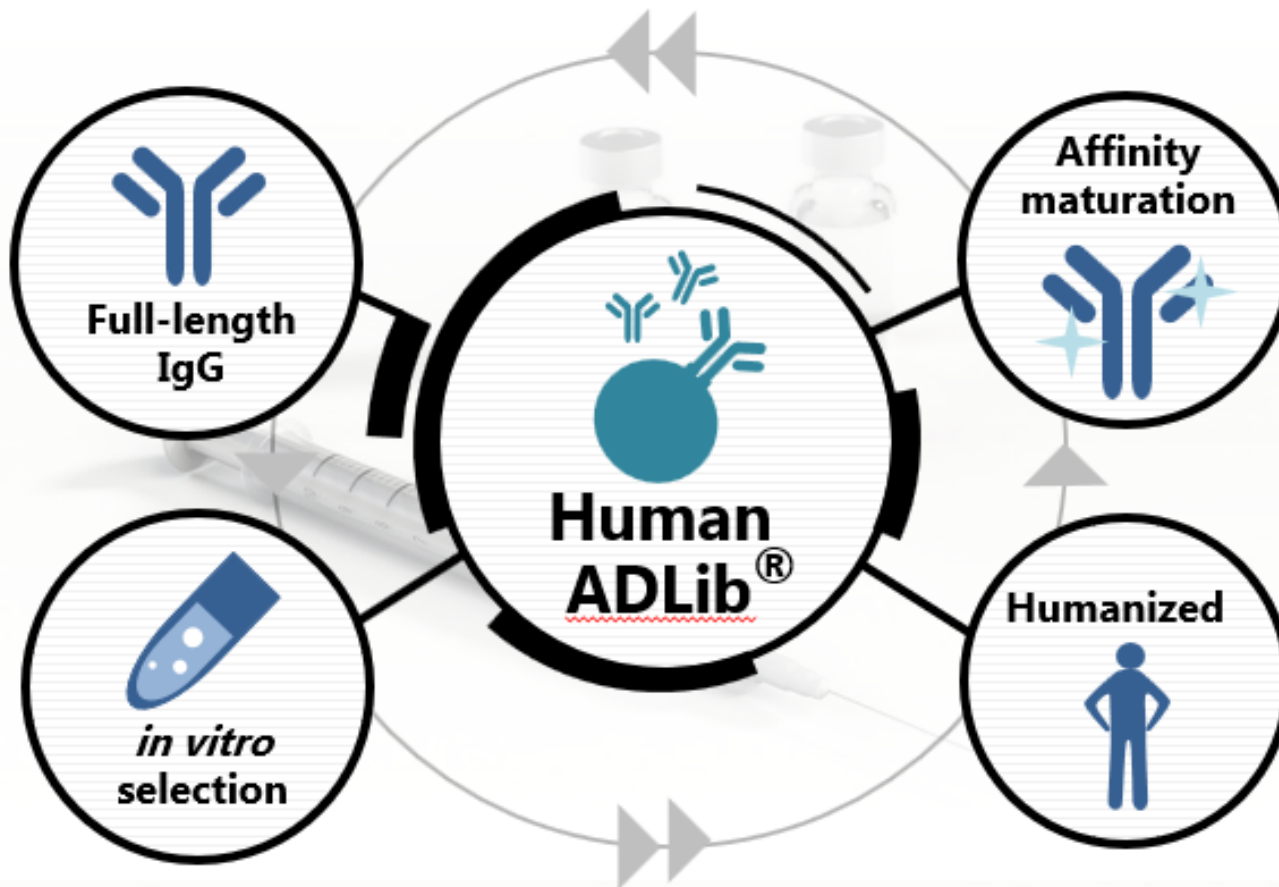 Full-length
IgG
Affinity
maturation
Human
ADLib®
in vitro
selection
Humanized